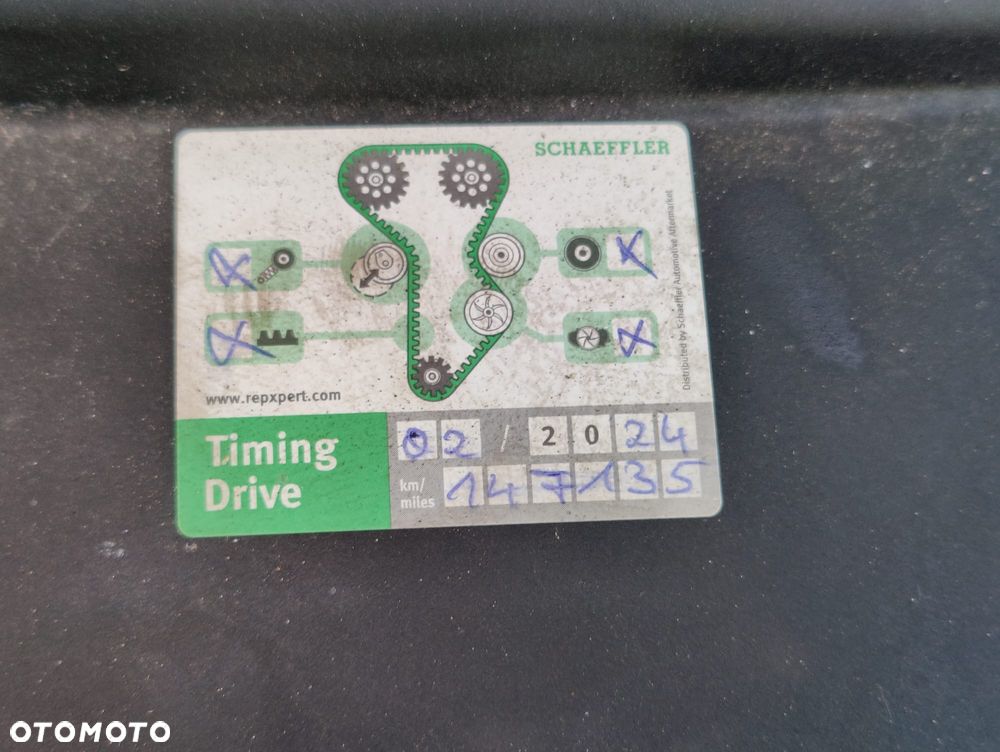 SCHAEFFLER
Distributed by Schaeffler Automotive Aftermarket
www.repxpert.com
Timing Drive
02 / 2024
km/miles 147135
OTOMOTO